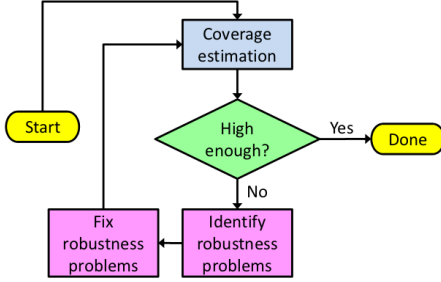 Coverage
estimation
Start
High
enough?
Yes
Done
No
Fix
robustness
problems
Identify
robustness
problems